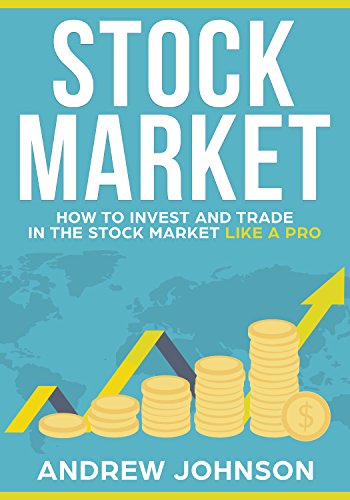 STOCK
MARKET
HOW TO INVEST AND TRADE
IN THE STOCK MARKET LIKE A PRO
$
ANDREW JOHNSON